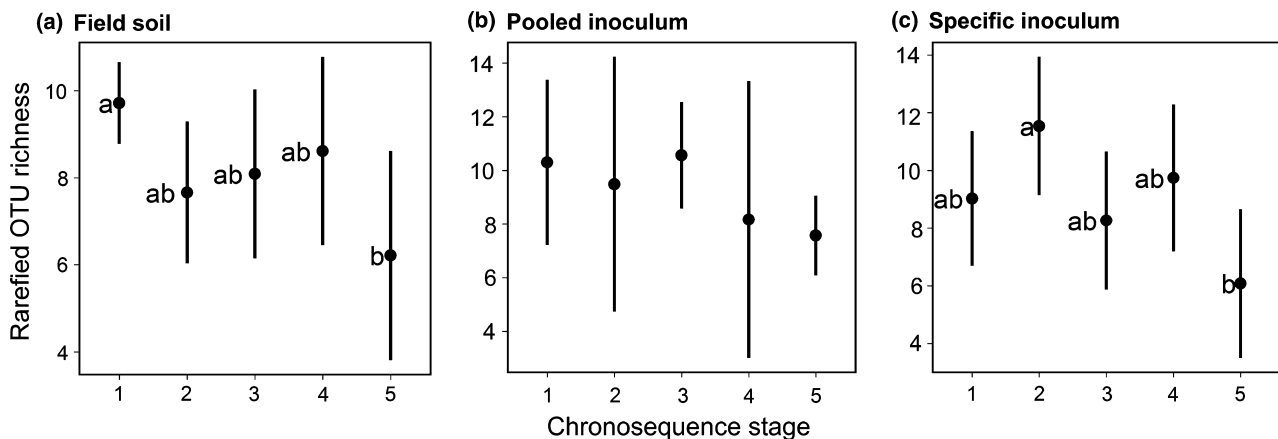 (a) Field soil
Rarefied OTU richness
10
8
6
4
a
ab
ab
ab
b
1 2 3 4 5
(b) Pooled inoculum
14
12
10
8
6
4
1 2 3 4 5
Chronosequence stage
(c) Specific inoculum
14
12
10
8
6
4
ab
a
ab
ab
b
1 2 3 4 5